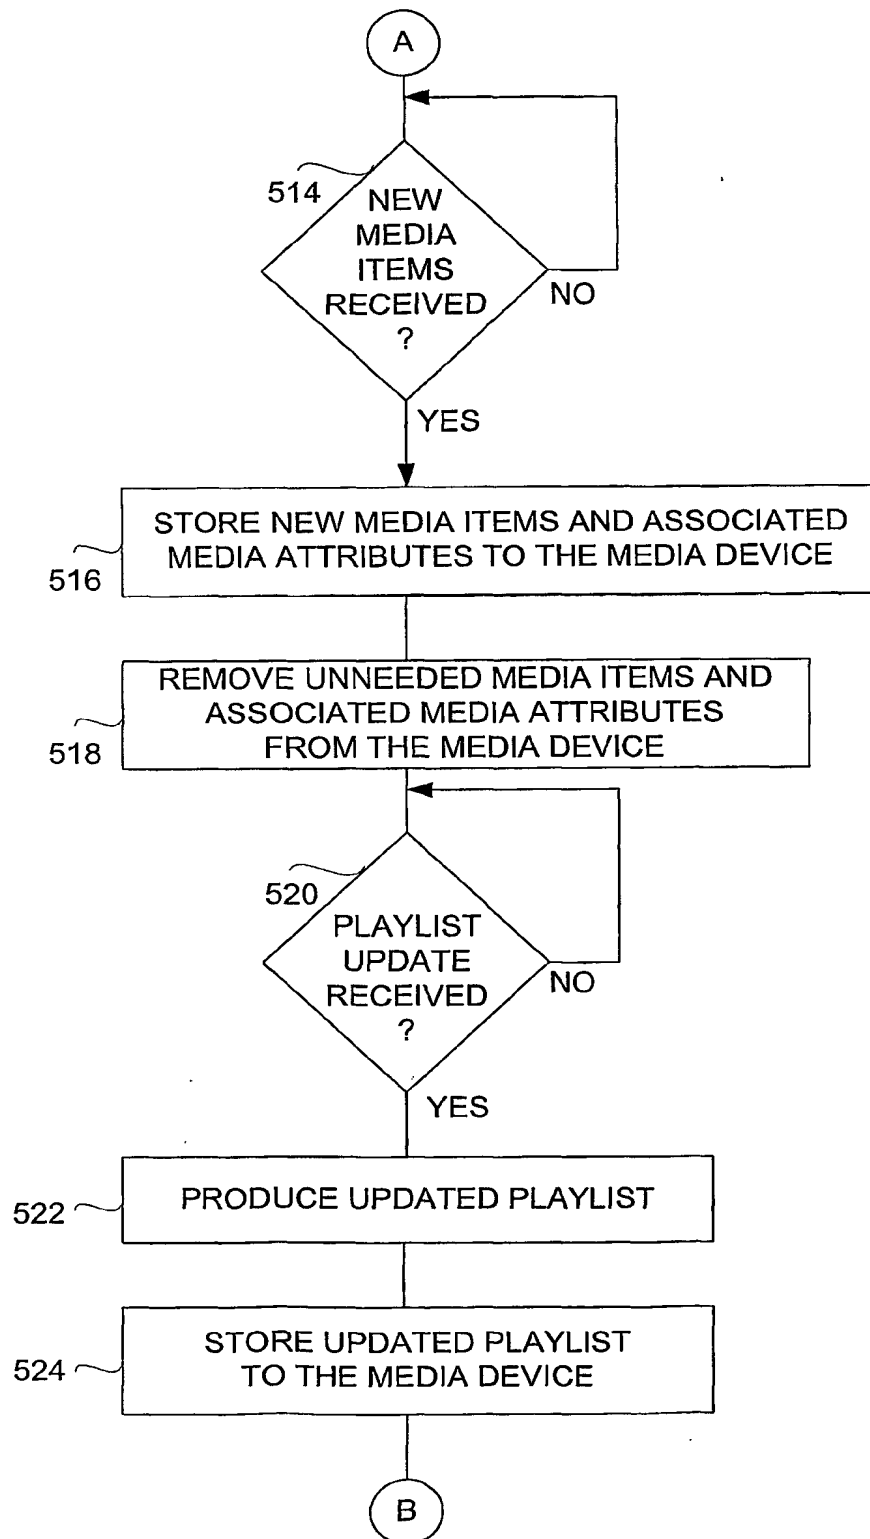 A
514
NEW
MEDIA
ITEMS
RECEIVED
?
NO
YES
STORE NEW MEDIA ITEMS AND ASSOCIATED
MEDIA ATTRIBUTES TO THE MEDIA DEVICE
516
REMOVE UNNEEDED MEDIA ITEMS AND
ASSOCIATED MEDIA ATTRIBUTES
FROM THE MEDIA DEVICE
518
520
PLAYLIST
UPDATE
RECEIVED
?
NO
YES
PRODUCE UPDATED PLAYLIST
522
STORE UPDATED PLAYLIST
TO THE MEDIA DEVICE
524
B